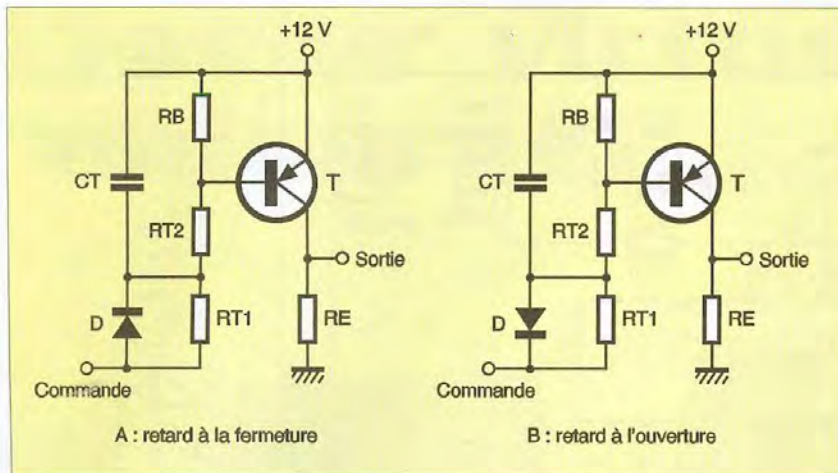 +12 V
RB
CT
T
RT2
Sortie
D
RT1
RE
Commande
A : retard à la fermeture
+12 V
RB
CT
T
RT2
Sortie
D
RT1
RE
Commande
B : retard à l'ouverture